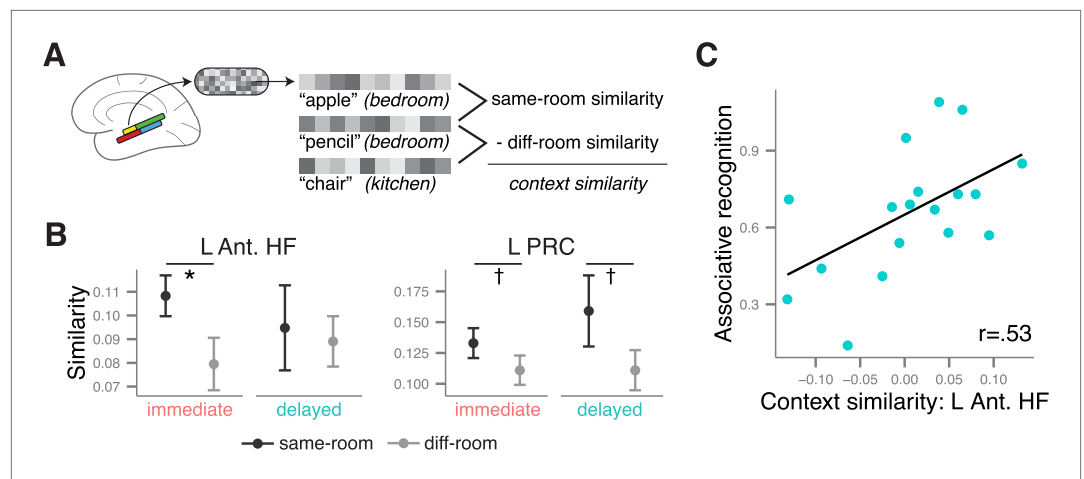 A
"apple" (bedroom)
"pencil" (bedroom)
"chair" (kitchen)
same-room similarity
- diff-room similarity
context similarity
B
L Ant. HF
*
Similarity
0.11
0.10
0.09
0.08
0.07
immediate
delayed
L PRC
†
†
0.175
0.150
0.125
0.100
immediate
delayed
same-room
diff-room
C
Associative recognition
0.9
0.6
0.3
r=.53
−0.10
−0.05
0.00
0.05
0.10
Context similarity: L Ant. HF